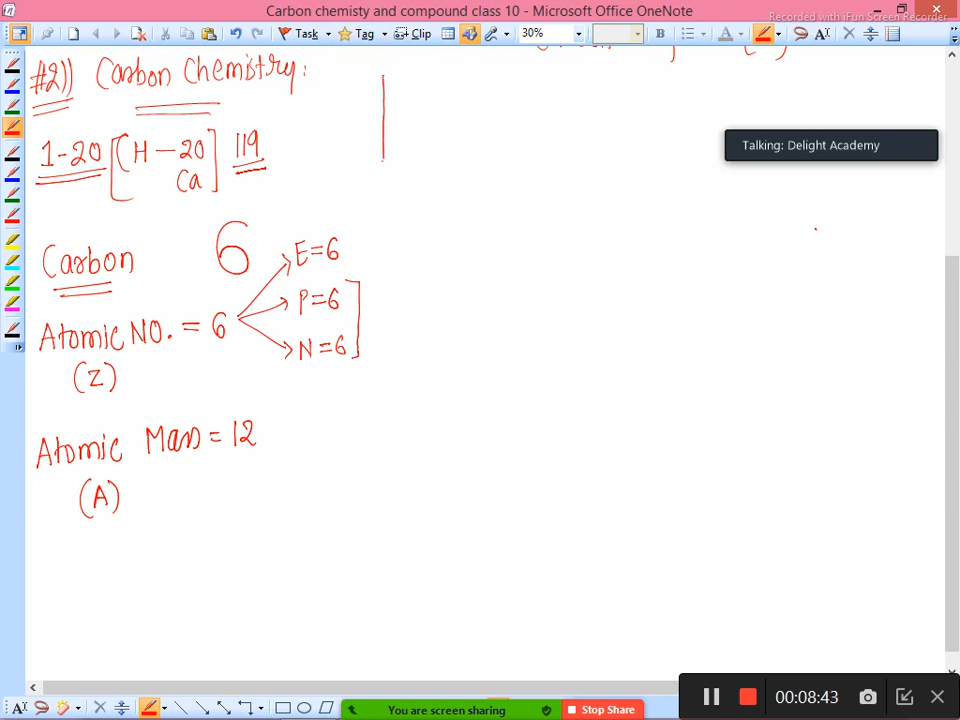 Carbon chemisty and compound class 10 - Microsoft Office OneNote
Recorded with iFun Screen Recorder
Task Tag Clip 30% B A
#2)) Carbon Chemistry:
1-20 [H - 20 Ca] 119
Talking: Delight Academy
Carbon 6
E=6
P=6
Atomic NO. = 6
N=6
(Z)
Atomic Mass = 12
(A)
00:08:43
You are screen sharing Stop Share